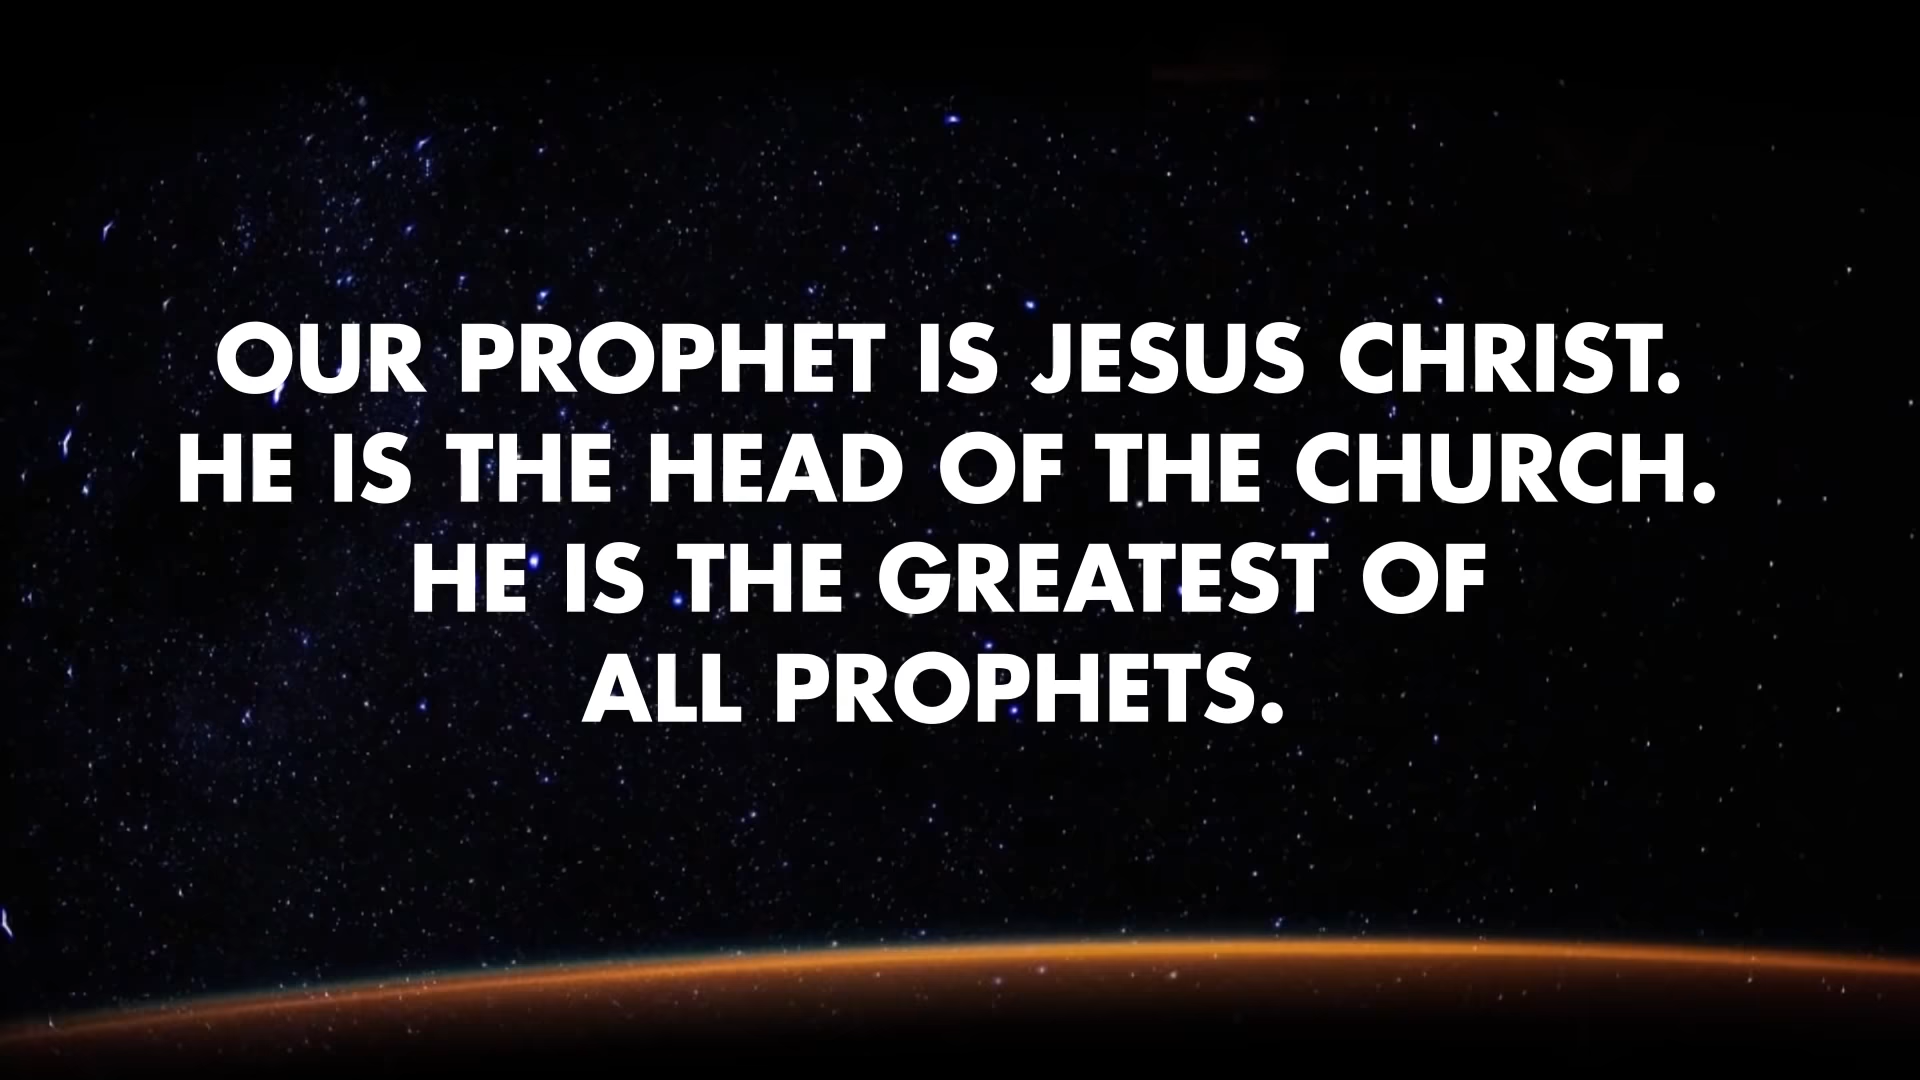 OUR PROPHET IS JESUS CHRIST.
HE IS THE HEAD OF THE CHURCH.
HE IS THE GREATEST OF
ALL PROPHETS.